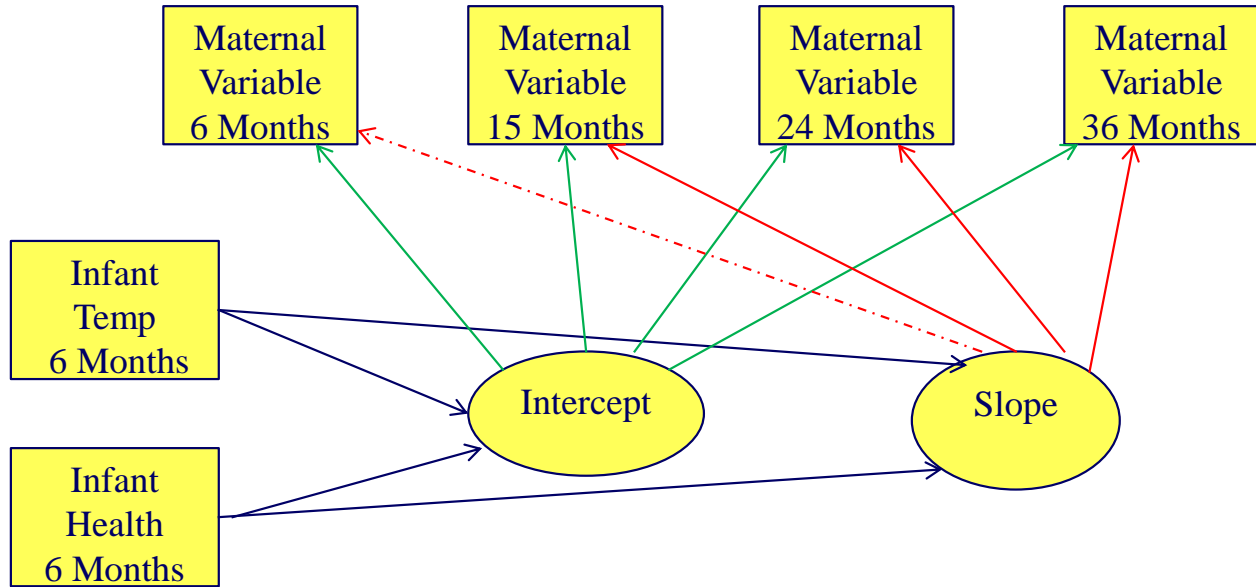 Maternal
Variable
6 Months
Maternal
Variable
15 Months
Maternal
Variable
24 Months
Maternal
Variable
36 Months
Infant
Temp
6 Months
Intercept
Slope
Infant
Health
6 Months